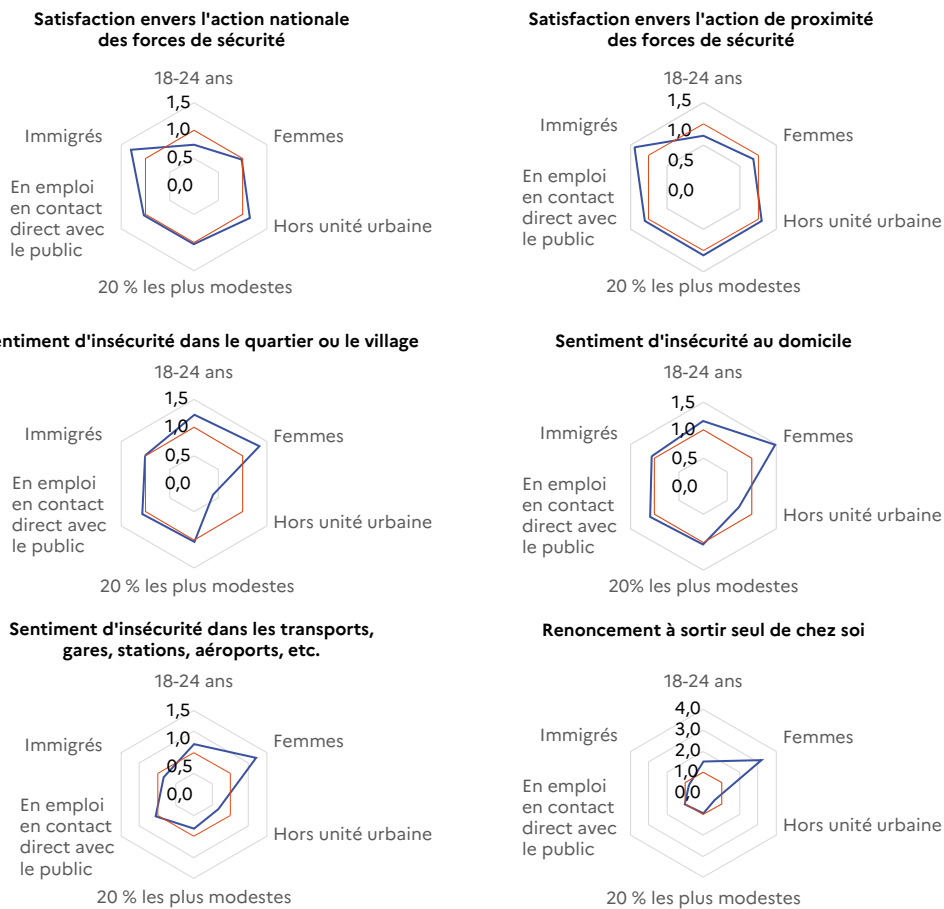 Satisfaction envers l'action nationale
des forces de sécurité
18-24 ans
1,5
1,0
0,5
0,0
Immigrés
Femmes
En emploi
en contact
direct avec
le public
Hors unité urbaine
20 % les plus modestes
Satisfaction envers l'action de proximité
des forces de sécurité
18-24 ans
1,5
1,0
0,5
0,0
Immigrés
Femmes
En emploi
en contact
direct avec
le public
Hors unité urbaine
20 % les plus modestes
entiment d'insécurité dans le quartier ou le village
18-24 ans
1,5
1,0
0,5
0,0
Immigrés
Femmes
En emploi
en contact
direct avec
le public
Hors unité urbaine
20 % les plus modestes
Sentiment d'insécurité au domicile
18-24 ans
1,5
1,0
0,5
0,0
Immigrés
Femmes
En emploi
en contact
direct avec
le public
Hors unité urbaine
20% les plus modestes
Sentiment d'insécurité dans les transports,
gares, stations, aéroports, etc.
18-24 ans
1,5
1,0
0,5
0,0
Immigrés
Femmes
En emploi
en contact
direct avec
le public
Hors unité urbaine
20 % les plus modestes
Renoncement à sortir seul de chez soi
18-24 ans
4,0
3,0
2,0
1,0
0,0
Immigrés
Femmes
En emploi
en contact
direct avec
le public
Hors unité urbaine
20 % les plus modestes